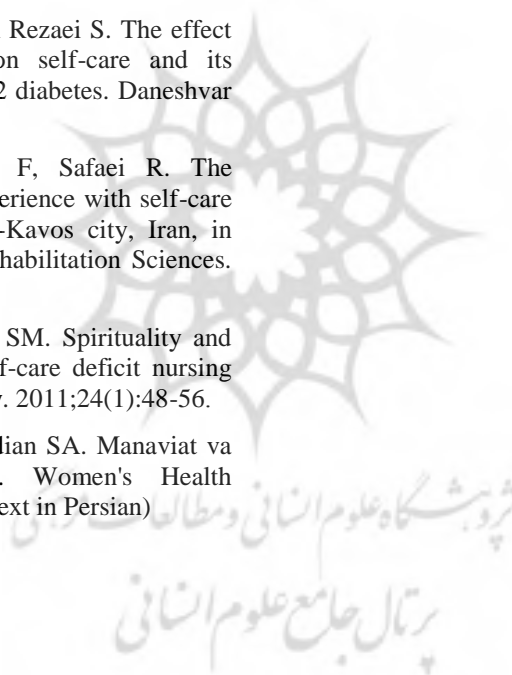 Rezaei S. The effect
on self-care and its
2 diabetes. Daneshvar
F, Safaei R. The
erience with self-care
-Kavos city, Iran, in
habilitation Sciences.
SM. Spirituality and
lf-care deficit nursing
y. 2011;24(1):48-56.
dian SA. Manaviat va
. Women's Health
ext in Persian)
پژوهشگاه علوم انسانی و مطالعات فرهنگی
پرتال جامع علوم انسانی